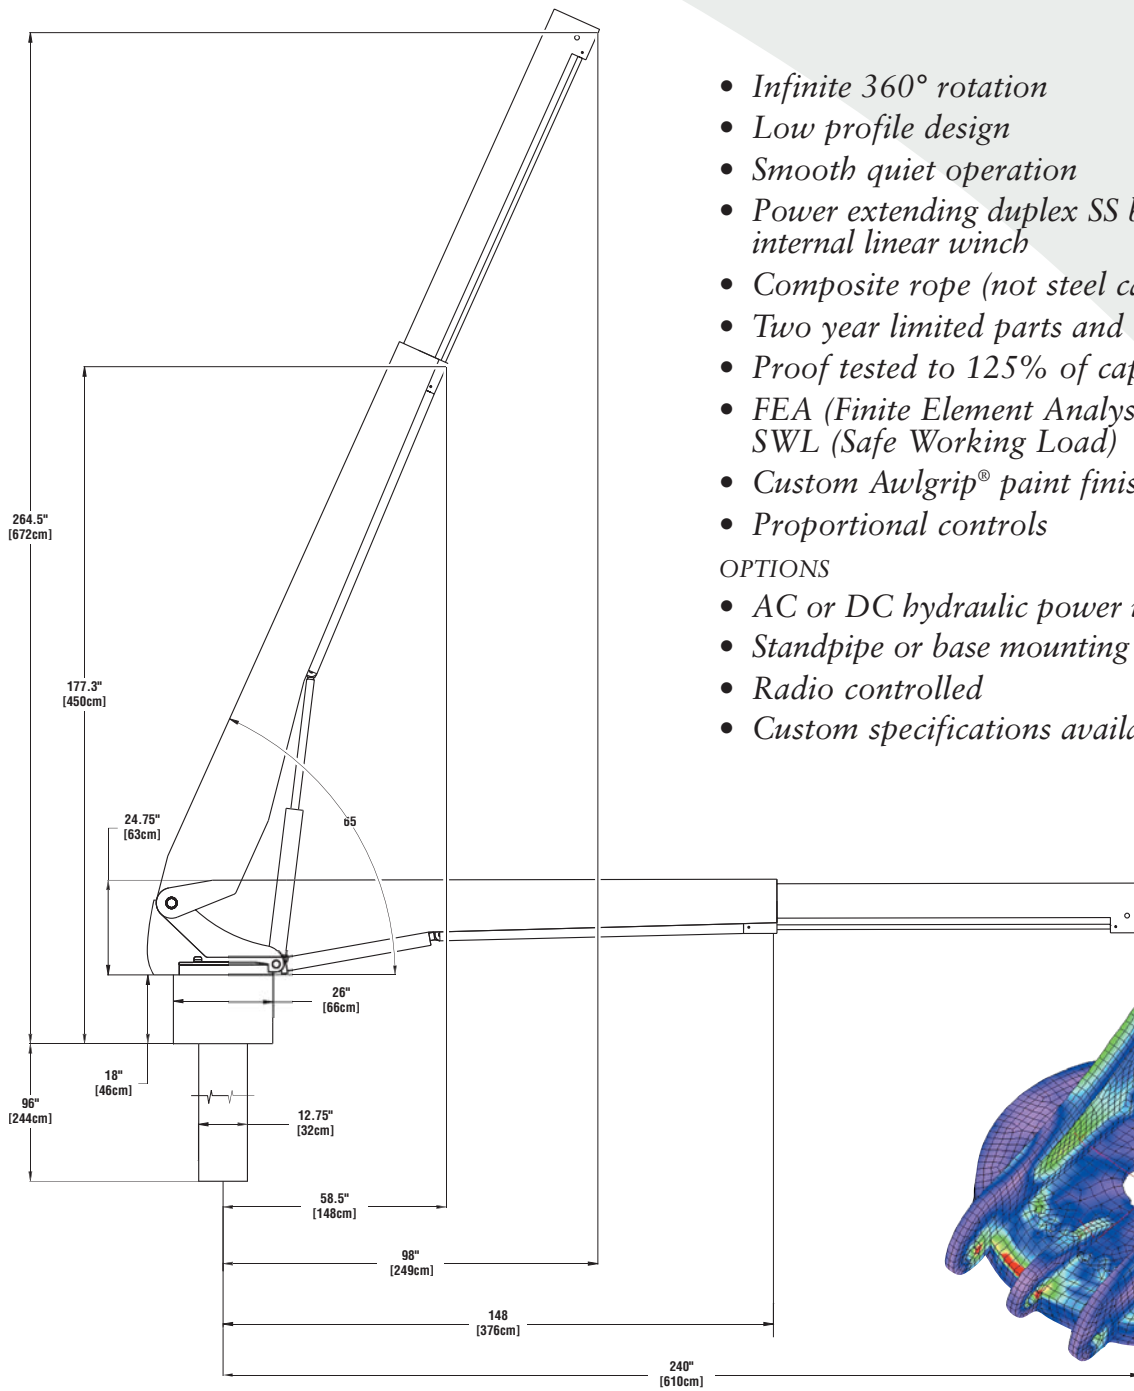 • Infinite 360° rotation
• Low profile design
• Smooth quiet operation
• Power extending duplex SS
internal linear winch
• Composite rope (not steel
• Two year limited parts and
• Proof tested to 125% of
• FEA (Finite Element
SWL (Safe Working Load)
• Custom Awlgrip® paint
• Proportional controls
OPTIONS
• AC or DC hydraulic power
• Standpipe or base mounting
• Radio controlled
• Custom specifications
264.5"
[672cm]
177.3"
[450cm]
24.75"
[63cm]
65
26"
[66cm]
18"
[46cm]
96"
[244cm]
12.75"
[32cm]
58.5"
[148cm]
98"
[249cm]
148
[376cm]
240"
[610cm]